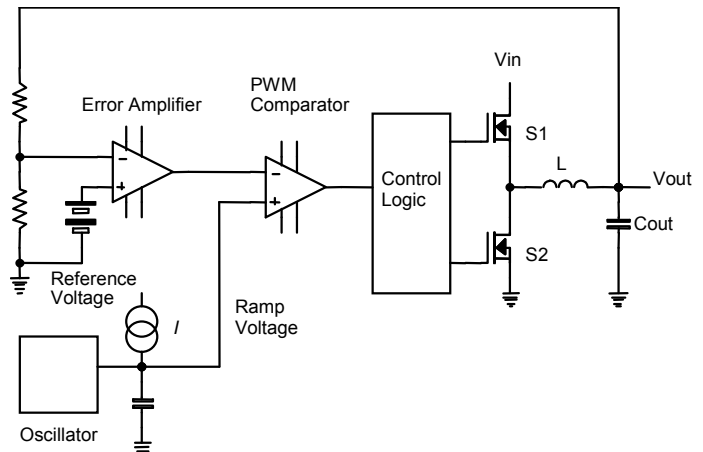 Vin
PWM
Comparator
Error Amplifier
S1
L
Vout
−
+
−
+
Control
Logic
Cout
S2
Reference
Voltage
Ramp
Voltage
I
Oscillator